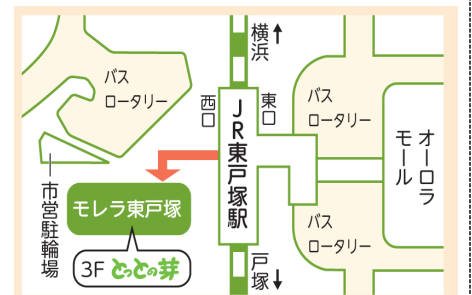 横浜↑
バス
ロータリー
西口
東口
JR東戸塚駅
バス
ロータリー
オーロラ
モール
市営駐輪場
モレラ東戸塚
3F とっとの芽
バス
ロータリー
戸塚↓